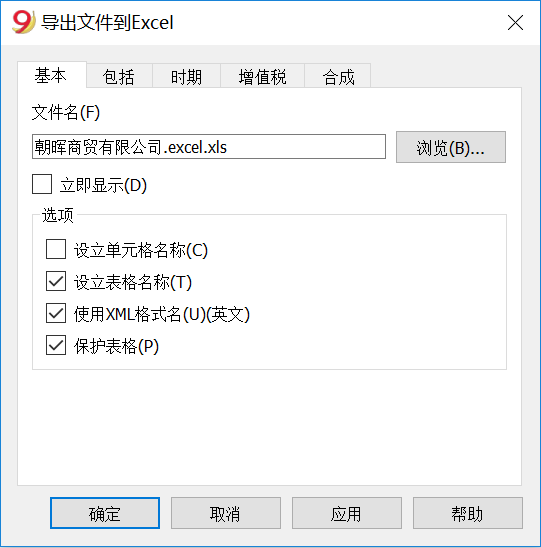 9 导出文件到Excel
基本 包括 时期 增值税 合成
文件名(F)
朝晖商贸有限公司.excel.xls 浏览(B)...
立即显示(D)
选项
设立单元格名称(C)
设立表格名称(T)
使用XML格式名(U)(英文)
保护表格(P)
确定 取消 应用 帮助